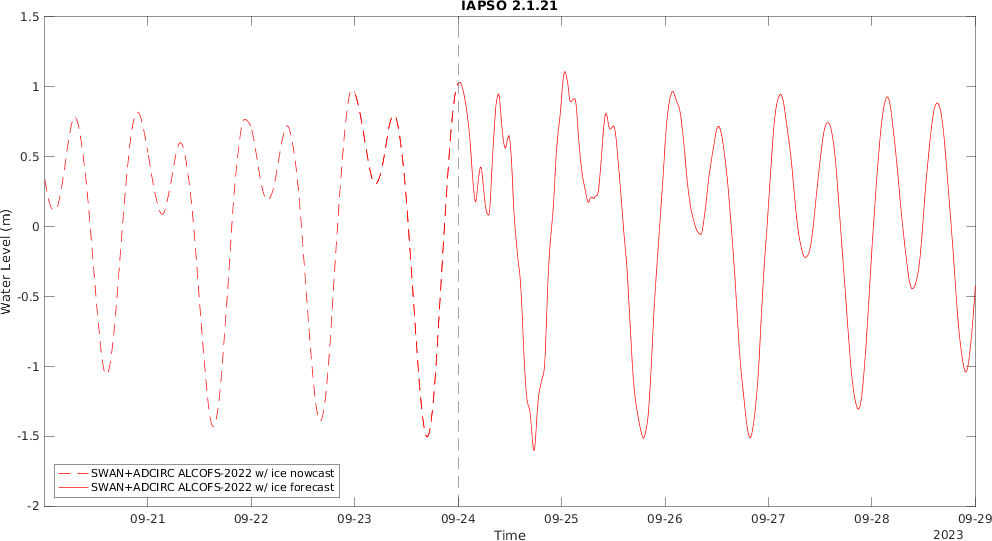 IAPSO 2.1.21
1.5
1
0.5
0
-0.5
-1
-1.5
-2
Water Level (m)
SWAN+ADCIRC ALCOFS-2022 w/ ice nowcast
SWAN+ADCIRC ALCOFS-2022 w/ ice forecast
09-21 09-22 09-23 09-24 09-25 09-26 09-27 09-28 09-29
Time
2023